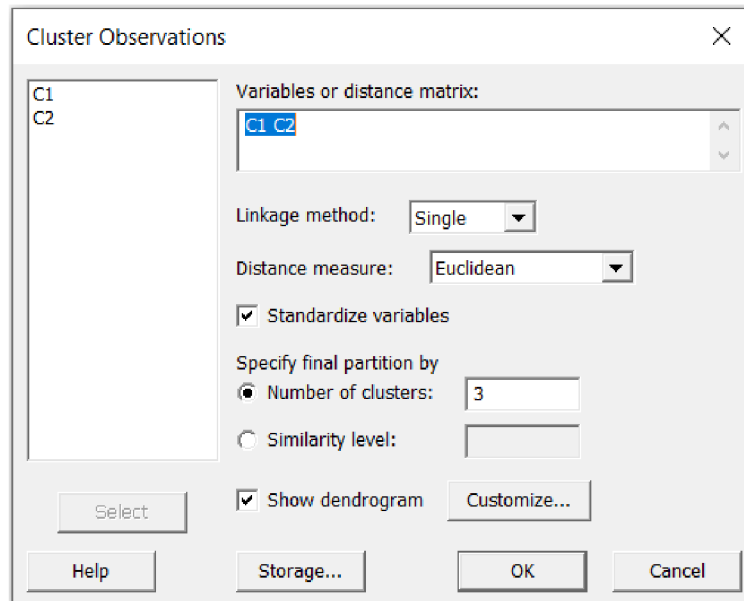 Cluster Observations
C1
C2
Variables or distance matrix:
C1 C2
Linkage method: Single
Distance measure: Euclidean
Standardize variables
Specify final partition by
Number of clusters: 3
Similarity level:
Show dendrogram Customize...
Select
Help Storage... OK Cancel